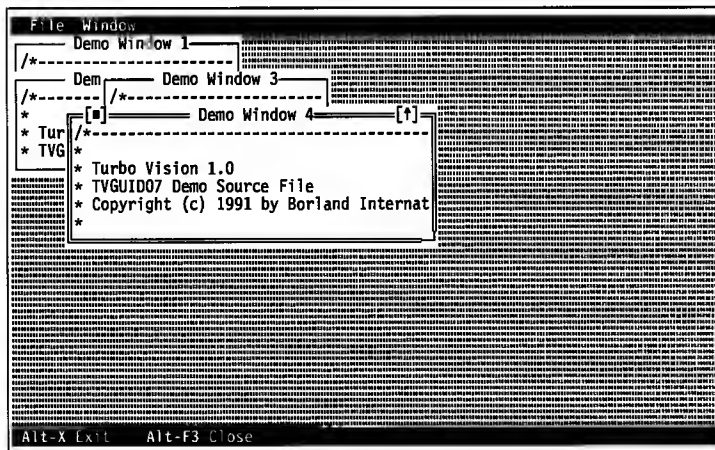 File Window
Demo Window 1
/*--------------------------
Dem
Demo Window 3
/*-------
/*--------------------------
*
[■] Demo Window 4 [↑]
* Tur
/*-----------------------------------
* TVG
*
* Turbo Vision 1.0
* TVGUID07 Demo Source File
* Copyright (c) 1991 by Borland Internat
*
Alt-X Exit Alt-F3 Close